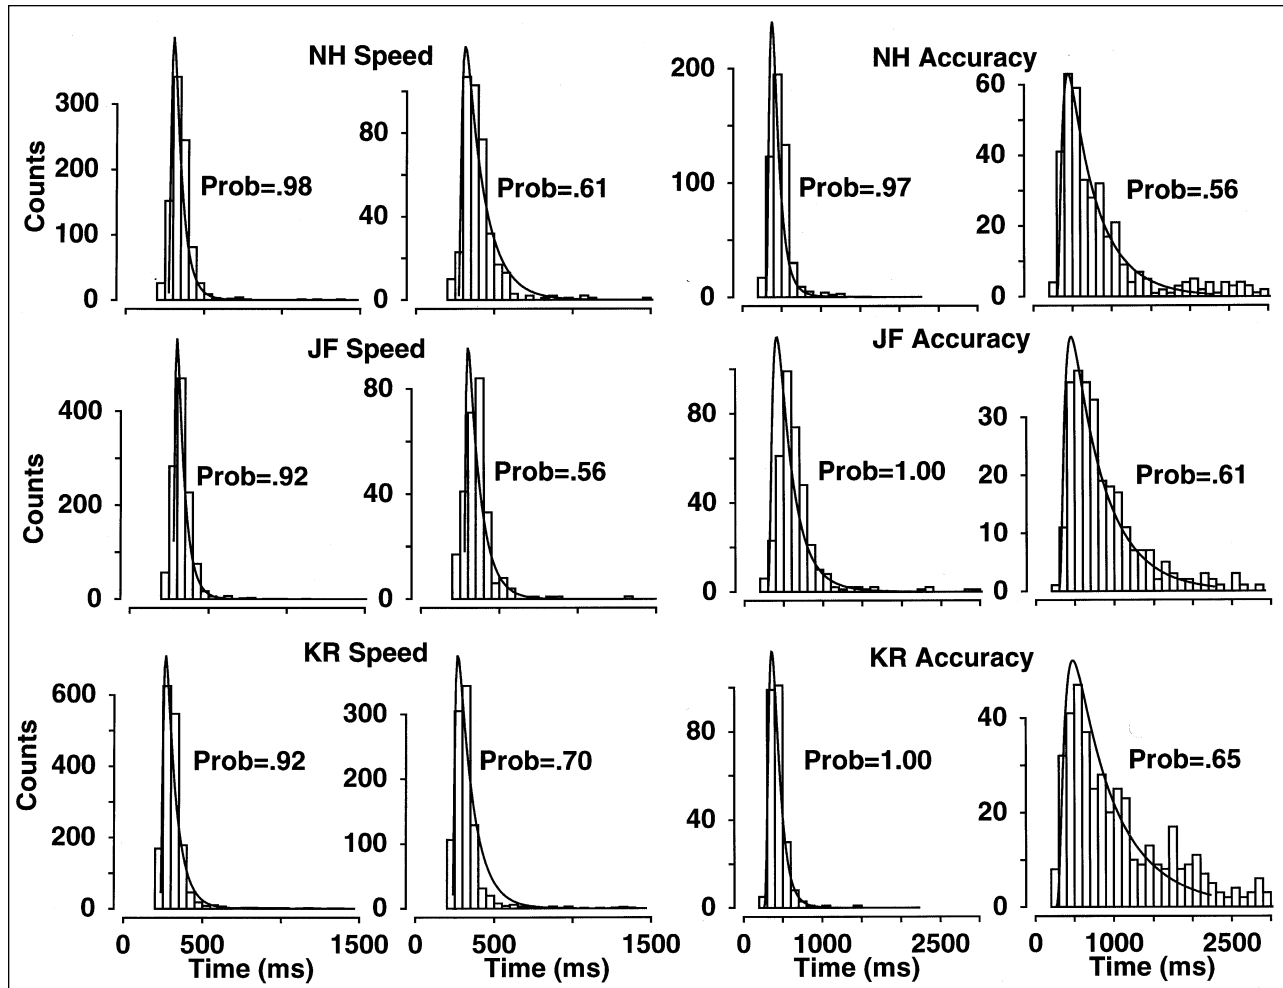 NH Speed
NH Accuracy
Counts
300
200
100
0
Prob=.98
80
40
0
Prob=.61
200
100
0
Prob=.97
60
40
20
0
Prob=.56
JF Speed
JF Accuracy
Counts
400
200
0
Prob=.92
80
40
0
Prob=.56
80
40
0
Prob=1.00
30
20
10
0
Prob=.61
KR Speed
KR Accuracy
Counts
600
400
200
0
Prob=.92
300
200
100
0
Prob=.70
80
40
0
Prob=1.00
40
20
0
Prob=.65
0 500 1500
Time (ms)
0 500 1500
Time (ms)
0 1000 2500
Time (ms)
0 1000 2500
Time (ms)